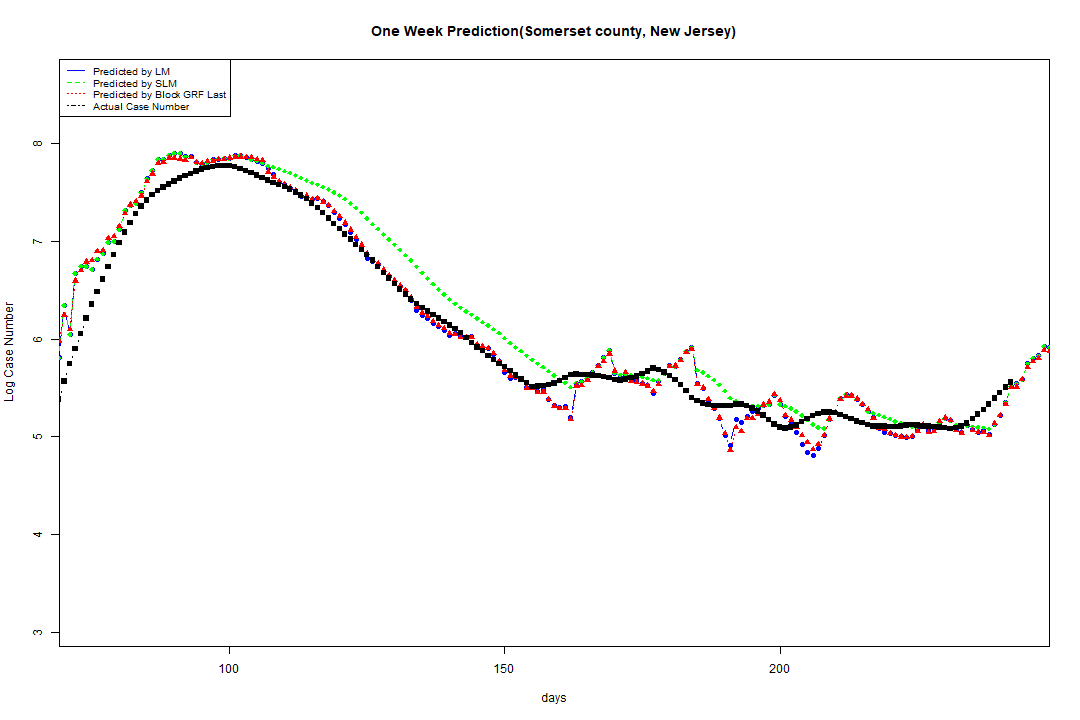 One Week Prediction(Somerset county, New Jersey)
Predicted by LM
Predicted by SLM
Predicted by Block GRF Last
Actual Case Number
8
7
6
5
4
3
Log Case Number
100
150
200
days